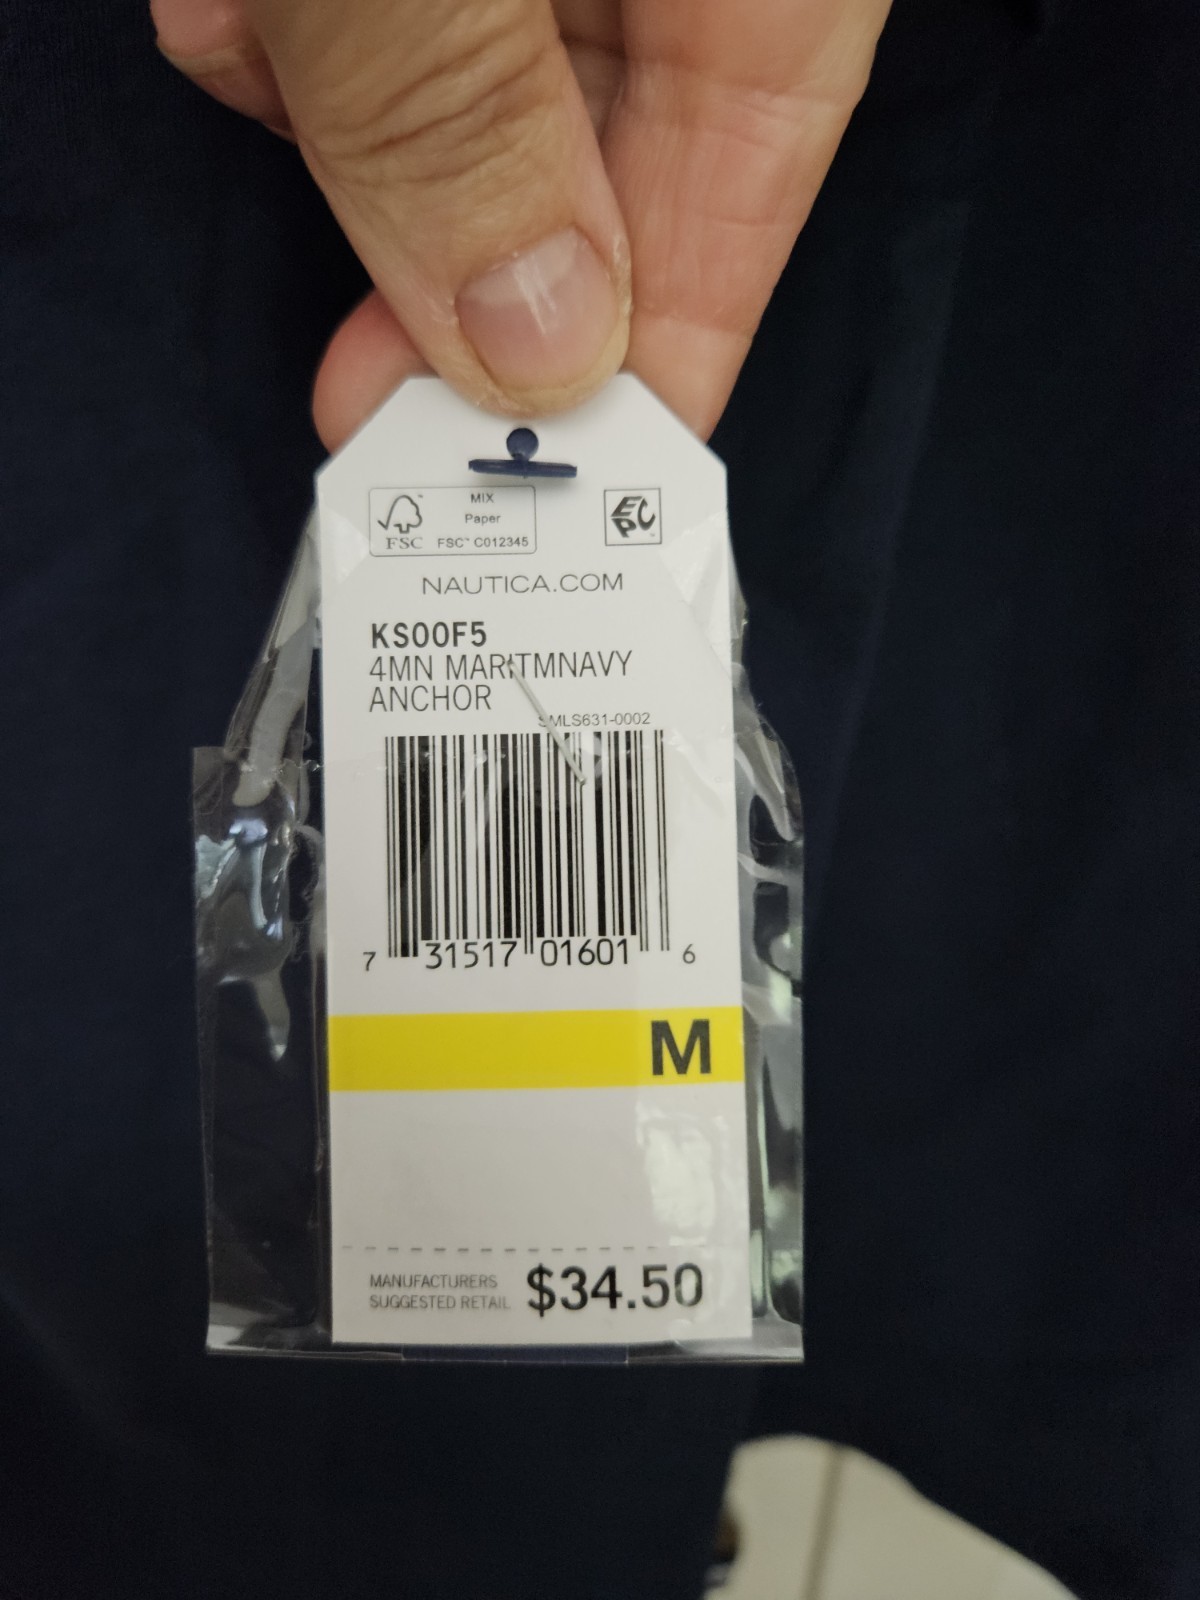 MIX
Paper
FSC™ C012345
FSC
EPC
NAUTICA.COM
KS00F5
4MN MARITMNAVY
ANCHOR
SMLS631-0002
7 31517 01601 6
M
MANUFACTURERS
SUGGESTED RETAIL $34.50